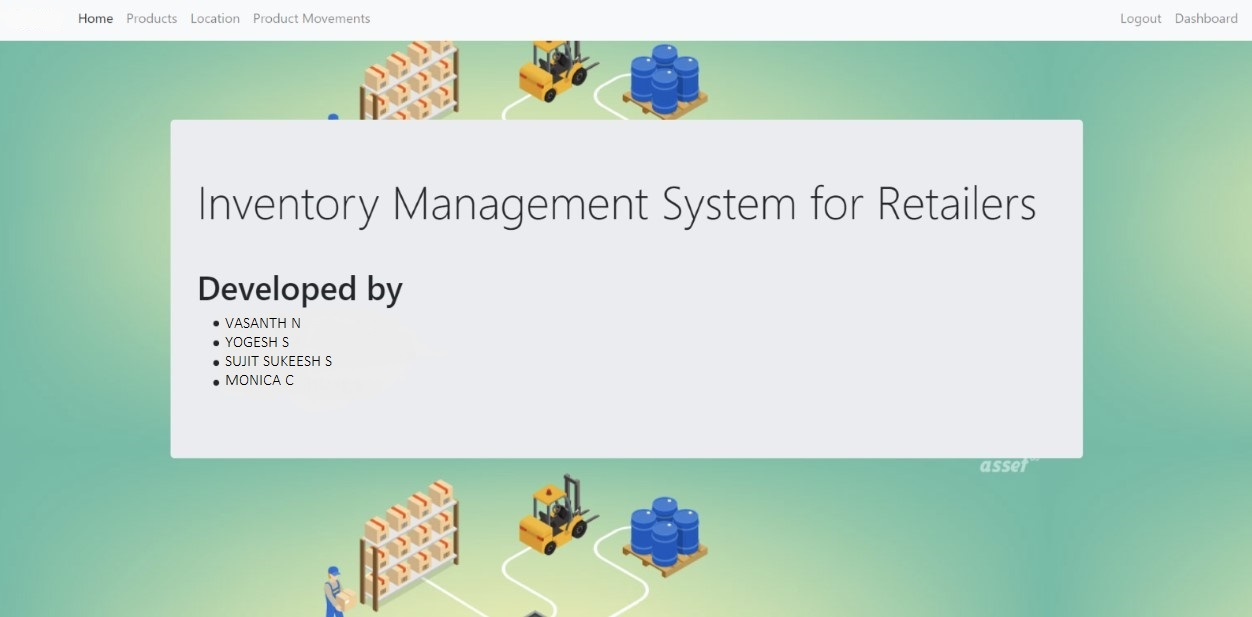 Home Products Location Product Movements Logout Dashboard
Inventory Management System for Retailers
Developed by
• VASANTH N
• YOGESH S
• SUJIT SUKEESH S
• MONICA C
asset